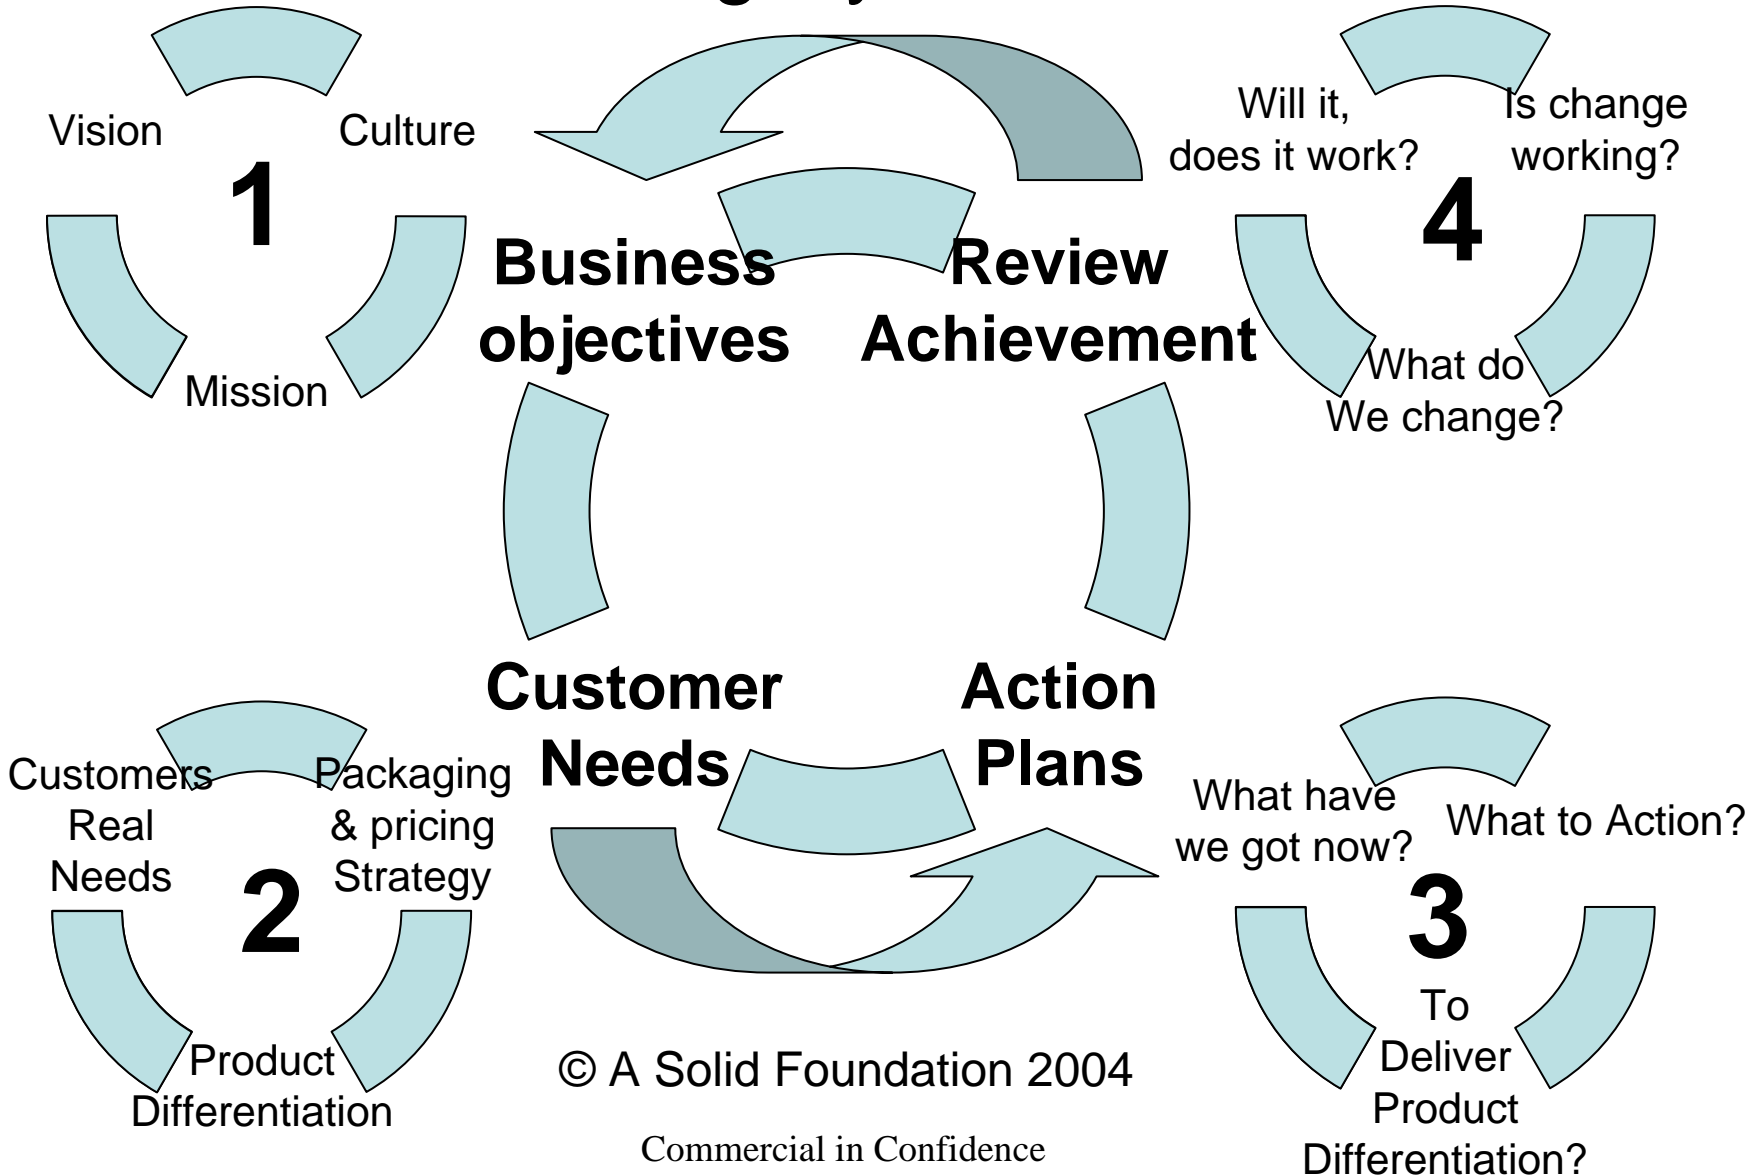 Vision
Culture
1
Mission
Business
objectives
Review
Achievement
Will it,
does it work?
Is change
working?
4
What do
We change?
Customer
Needs
Action
Plans
Customers
Real
Needs
Packaging
& pricing
Strategy
2
Product
Differentiation
What have
we got now?
What to Action?
3
To
Deliver
Product
Differentiation?
© A Solid Foundation 2004
Commercial in Confidence